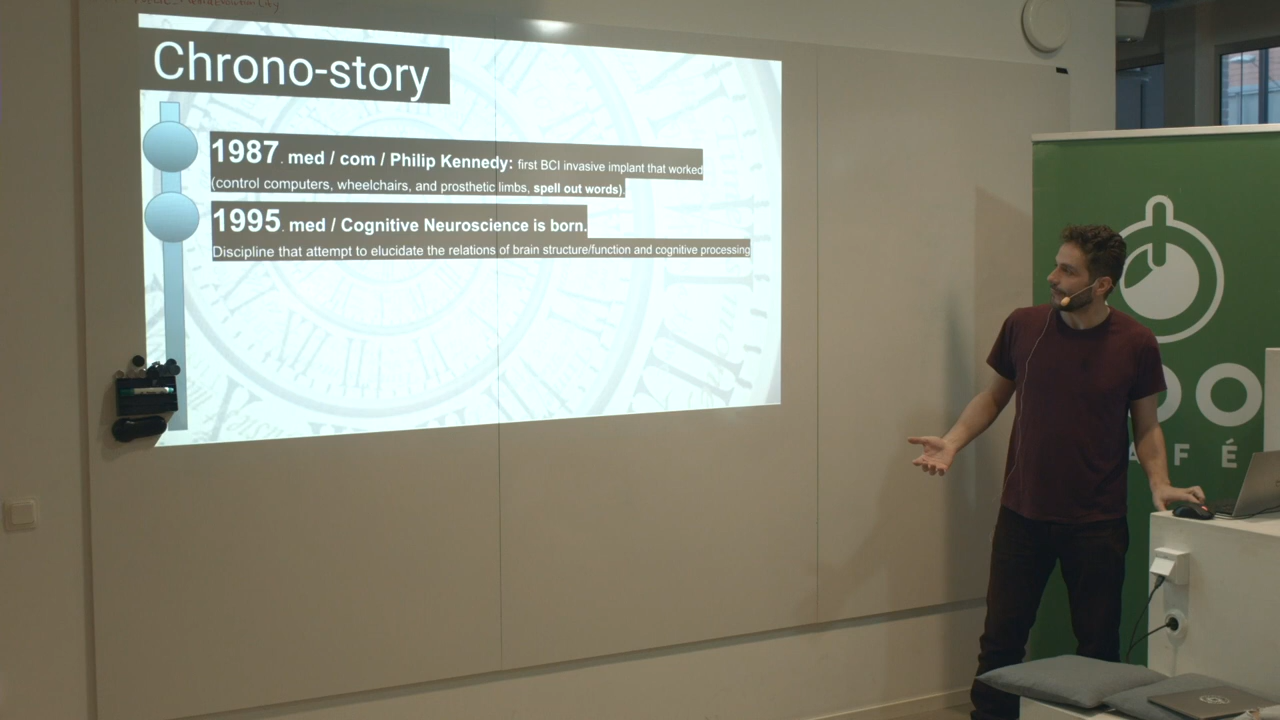 Chrono-story
1987. med / com / Philip Kennedy: first BCI invasive implant that worked
(control computers, wheelchairs, and prosthetic limbs, spell out words).
1995. med / Cognitive Neuroscience is born.
Discipline that attempt to elucidate the relations of brain structure/function and cognitive processing